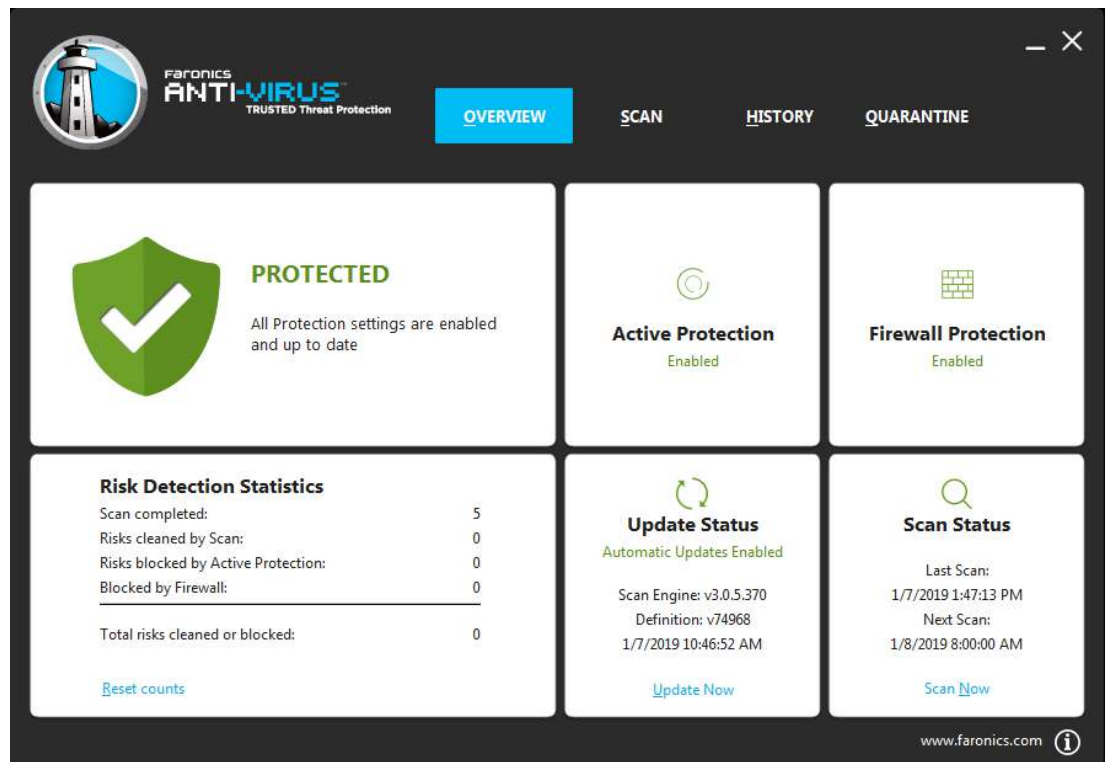 Faronics
ANTI-VIRUS™
TRUSTED Threat Protection
OVERVIEW
SCAN
HISTORY
QUARANTINE
PROTECTED
All Protection settings are enabled
and up to date
Active Protection
Enabled
Firewall Protection
Enabled
Risk Detection Statistics
Scan completed: 5
Risks cleaned by Scan: 0
Risks blocked by Active Protection: 0
Blocked by Firewall: 0
Total risks cleaned or blocked: 0
Reset counts
Update Status
Automatic Updates Enabled
Scan Engine: v3.0.5.370
Definition: v74968
1/7/2019 10:46:52 AM
Update Now
Scan Status
Last Scan:
1/7/2019 1:47:13 PM
Next Scan:
1/8/2019 8:00:00 AM
Scan Now
www.faronics.com